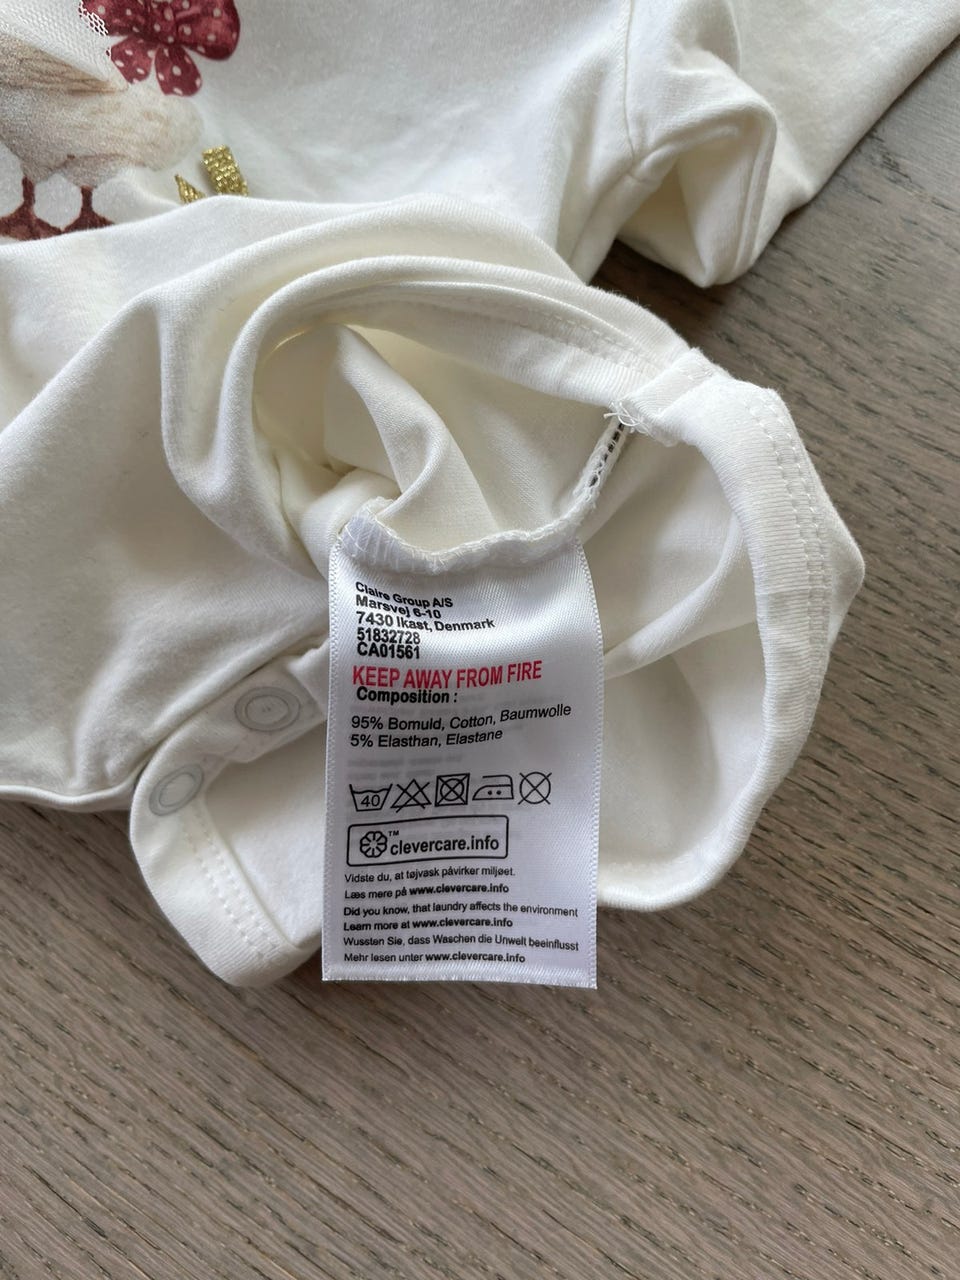 Claire Group A/S
Marsvej 6-10
7430 Ikast, Denmark
51832728
CA01561
KEEP AWAY FROM FIRE
Composition :
95% Bomuld, Cotton, Baumwolle
5% Elasthan, Elastane
40
™ clevercare.info
Vidste du, at tøjvask påvirker miljøet.
Læs mere på www.clevercare.info
Did you know, that laundry affects the environment
Learn more at www.clevercare.info
Wussten Sie, dass Waschen die Unwelt beeinflusst
Mehr lesen unter www.clevercare.info